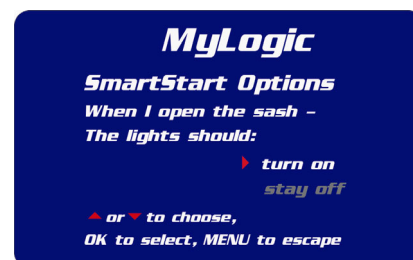 MyLogic
SmartStart Options
When I open the sash –
The lights should:
▶ turn on
stay off
▲ or ▼ to choose,
OK to select, MENU to escape